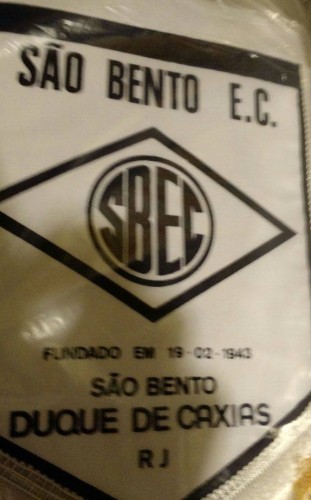 SÃO BENTO E.C.
SBEC
FUNDADO EM 19-02-1943
SÃO BENTO
DUQUE DE CAXIAS
RJ